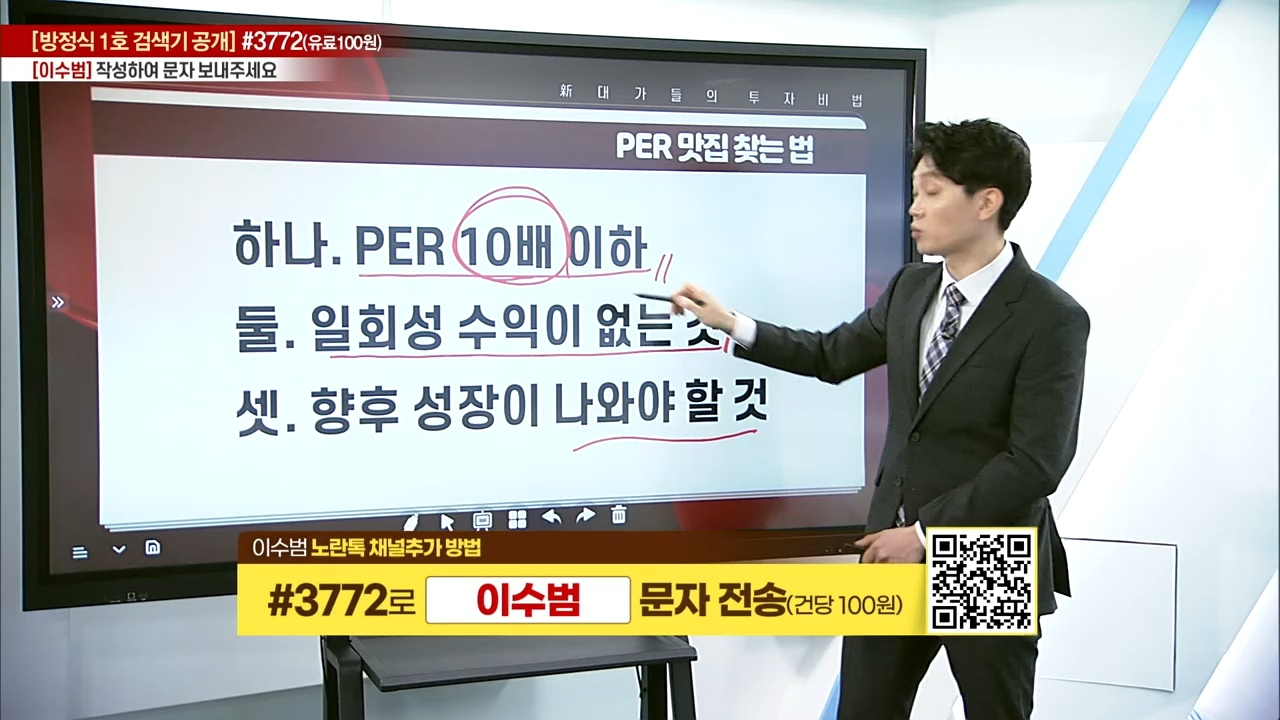 [방정식 1호 검색기 공개] #3772(유료100원)
[이수범] 작성하여 문자 보내주세요
新 대가들의 투자비법
PER 맛집 찾는 법
하나. PER 10배 이하
둘. 일회성 수익이 없는 것
셋. 향후 성장이 나와야 할 것
이수범 노란톡 채널추가 방법
#3772로 이수범 문자 전송(건당 100원)